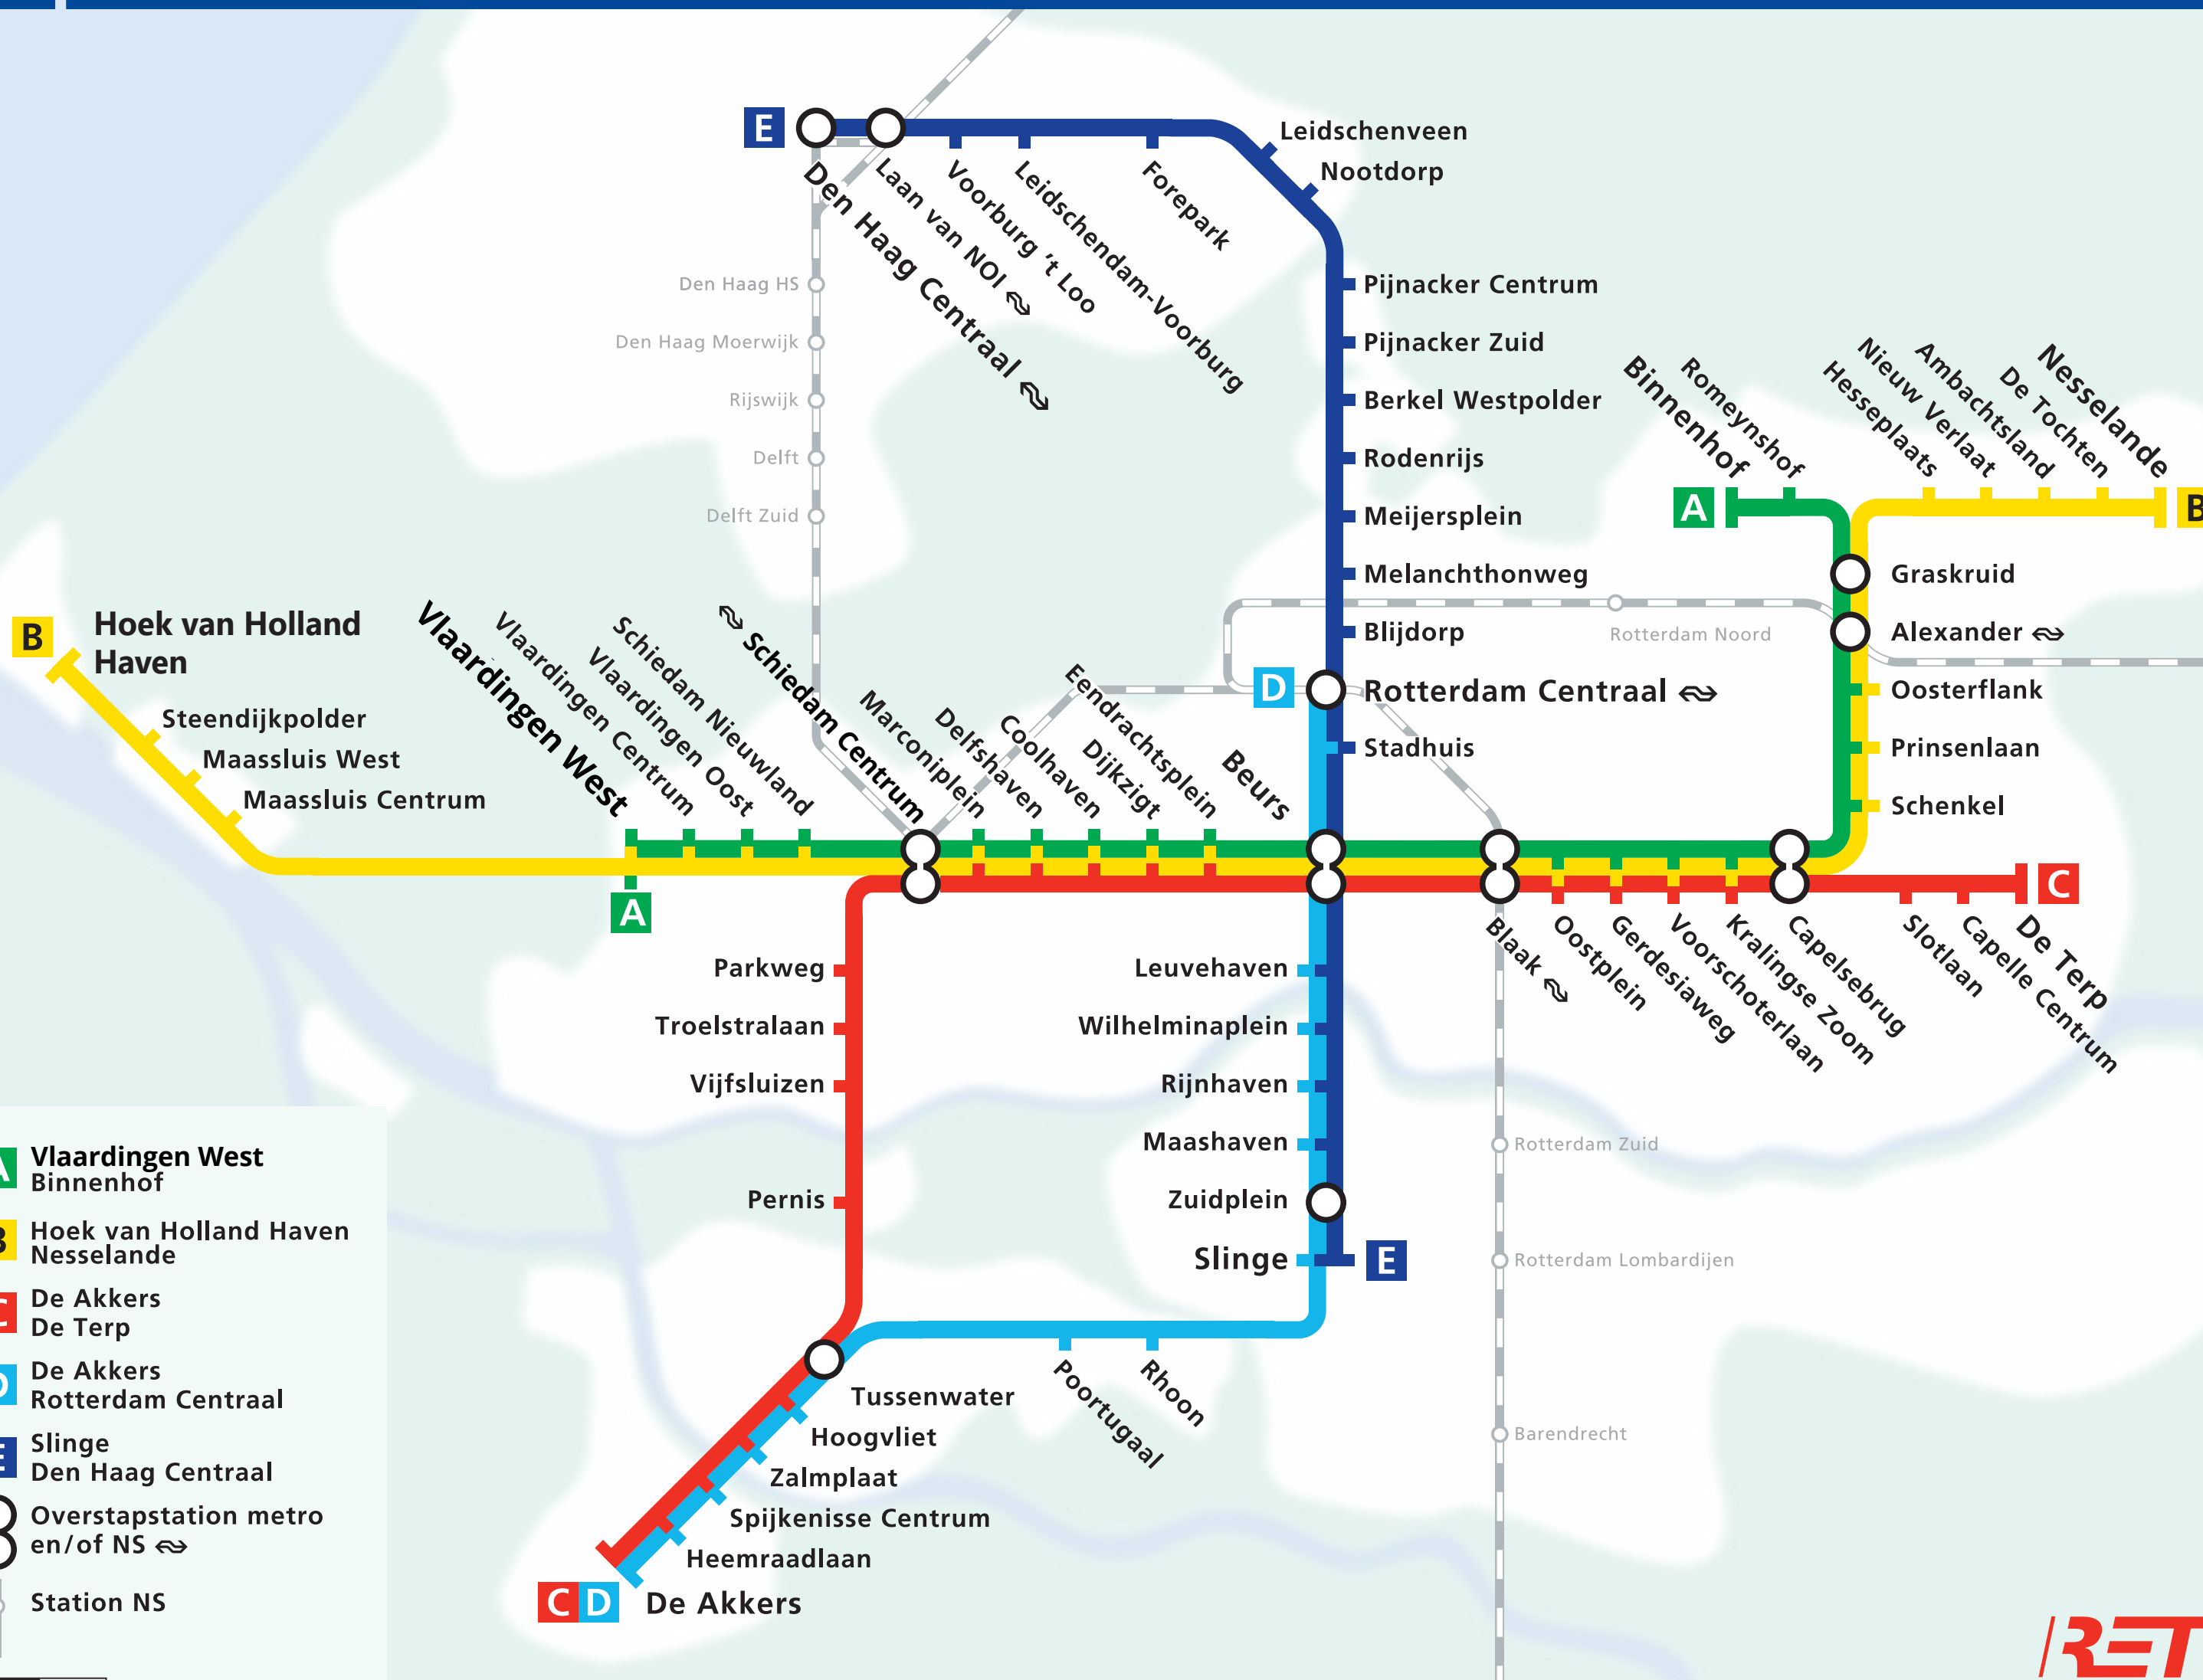 E
Leidschenveen
Nootdorp
Den Haag Centraal
Laan van NOI
Voorburg 't Loo
Leidschendam-Voorburg
Forepark
Den Haag HS
Den Haag Moerwijk
Rijswijk
Delft
Delft Zuid
Pijnacker Centrum
Pijnacker Zuid
Berkel Westpolder
Rodenrijs
Meijersplein
Melanchthonweg
Blijdorp
D
Rotterdam Centraal
Stadhuis
Rotterdam Noord
Binnenhof
Romeynshof
Hesseplaats
Nieuw Verlaat
Ambachtsland
De Tochten
Nesselande
A
B
Graskruid
Alexander
Oosterflank
Prinsenlaan
Schenkel
B
Hoek van Holland
Haven
Steendijkpolder
Maassluis West
Maassluis Centrum
Vlaardingen West
Vlaardingen Centrum
Vlaardingen Oost
Schiedam Nieuwland
Schiedam Centrum
Marconiplein
Delfshaven
Coolhaven
Dijkzigt
Eendrachtsplein
Beurs
A
C
Blaak
Oostplein
Gerdesiaweg
Voorschoterlaan
Kralingse Zoom
Capelsebrug
Slotlaan
Capelle Centrum
De Terp
Parkweg
Troelstralaan
Vijfsluizen
Pernis
Leuvehaven
Wilhelminaplein
Rijnhaven
Maashaven
Zuidplein
Slinge
E
Rotterdam Zuid
Rotterdam Lombardijen
Barendrecht
Poortugaal
Rhoon
Tussenwater
Hoogvliet
Zalmplaat
Spijkenisse Centrum
Heemraadlaan
C D De Akkers
A Vlaardingen West
Binnenhof
B Hoek van Holland Haven
Nesselande
C De Akkers
De Terp
D De Akkers
Rotterdam Centraal
E Slinge
Den Haag Centraal
Overstapstation metro
en/of NS
Station NS
RET